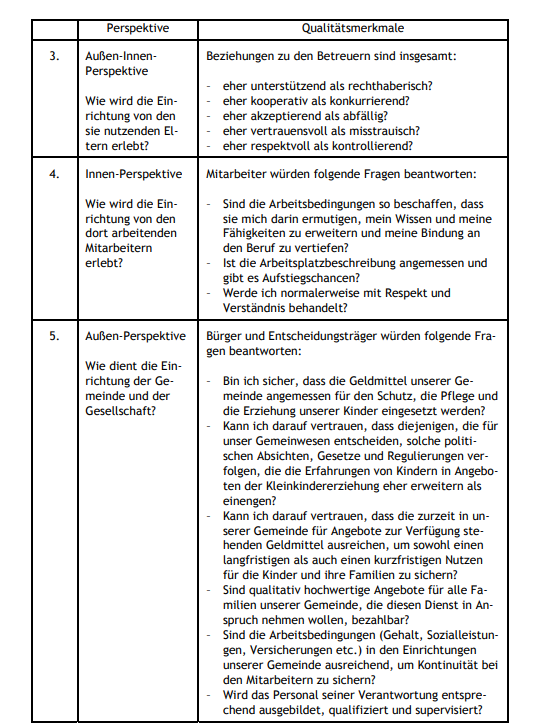 Perspektive
Qualitätsmerkmale
3.
Außen-Innen-
Perspektive
Wie wird die Ein-
richtung von den
sie nutzenden El-
tern erlebt?
Beziehungen zu den Betreuern sind insgesamt:
- eher unterstützend als rechthaberisch?
- eher kooperativ als konkurrierend?
- eher akzeptierend als abfällig?
- eher vertrauensvoll als misstrauisch?
- eher respektvoll als kontrollierend?
4.
Innen-Perspektive
Wie wird die Ein-
richtung von den
dort arbeitenden
Mitarbeitern
erlebt?
Mitarbeiter würden folgende Fragen beantworten:
- Sind die Arbeitsbedingungen so beschaffen, dass
sie mich darin ermutigen, mein Wissen und meine
Fähigkeiten zu erweitern und meine Bindung an
den Beruf zu vertiefen?
- Ist die Arbeitsplatzbeschreibung angemessen und
gibt es Aufstiegschancen?
- Werde ich normalerweise mit Respekt und
Verständnis behandelt?
5.
Außen-Perspektive
Wie dient die Ein-
richtung der Ge-
meinde und der
Gesellschaft?
Bürger und Entscheidungsträger würden folgende Fra-
gen beantworten:
- Bin ich sicher, dass die Geldmittel unserer Ge-
meinde angemessen für den Schutz, die Pflege und
die Erziehung unserer Kinder eingesetzt werden?
- Kann ich darauf vertrauen, dass diejenigen, die für
unser Gemeinwesen entscheiden, solche politi-
schen Absichten, Gesetze und Regulierungen ver-
folgen, die die Erfahrungen von Kindern in Angebo-
ten der Kleinkindererziehung eher erweitern als
einengen?
- Kann ich darauf vertrauen, dass die zurzeit in un-
serer Gemeinde für Angebote zur Verfügung ste-
henden Geldmittel ausreichen, um sowohl einen
langfristigen als auch einen kurzfristigen Nutzen
für die Kinder und ihre Familien zu sichern?
- Sind qualitativ hochwertige Angebote für alle Fa-
milien unserer Gemeinde, die diesen Dienst in An-
spruch nehmen wollen, bezahlbar?
- Sind die Arbeitsbedingungen (Gehalt, Sozialleistun-
gen, Versicherungen etc.) in den Einrichtungen
unserer Gemeinde ausreichend, um Kontinuität bei
den Mitarbeitern zu sichern?
- Wird das Personal seiner Verantwortung entspre-
chend ausgebildet, qualifiziert und supervisiert?